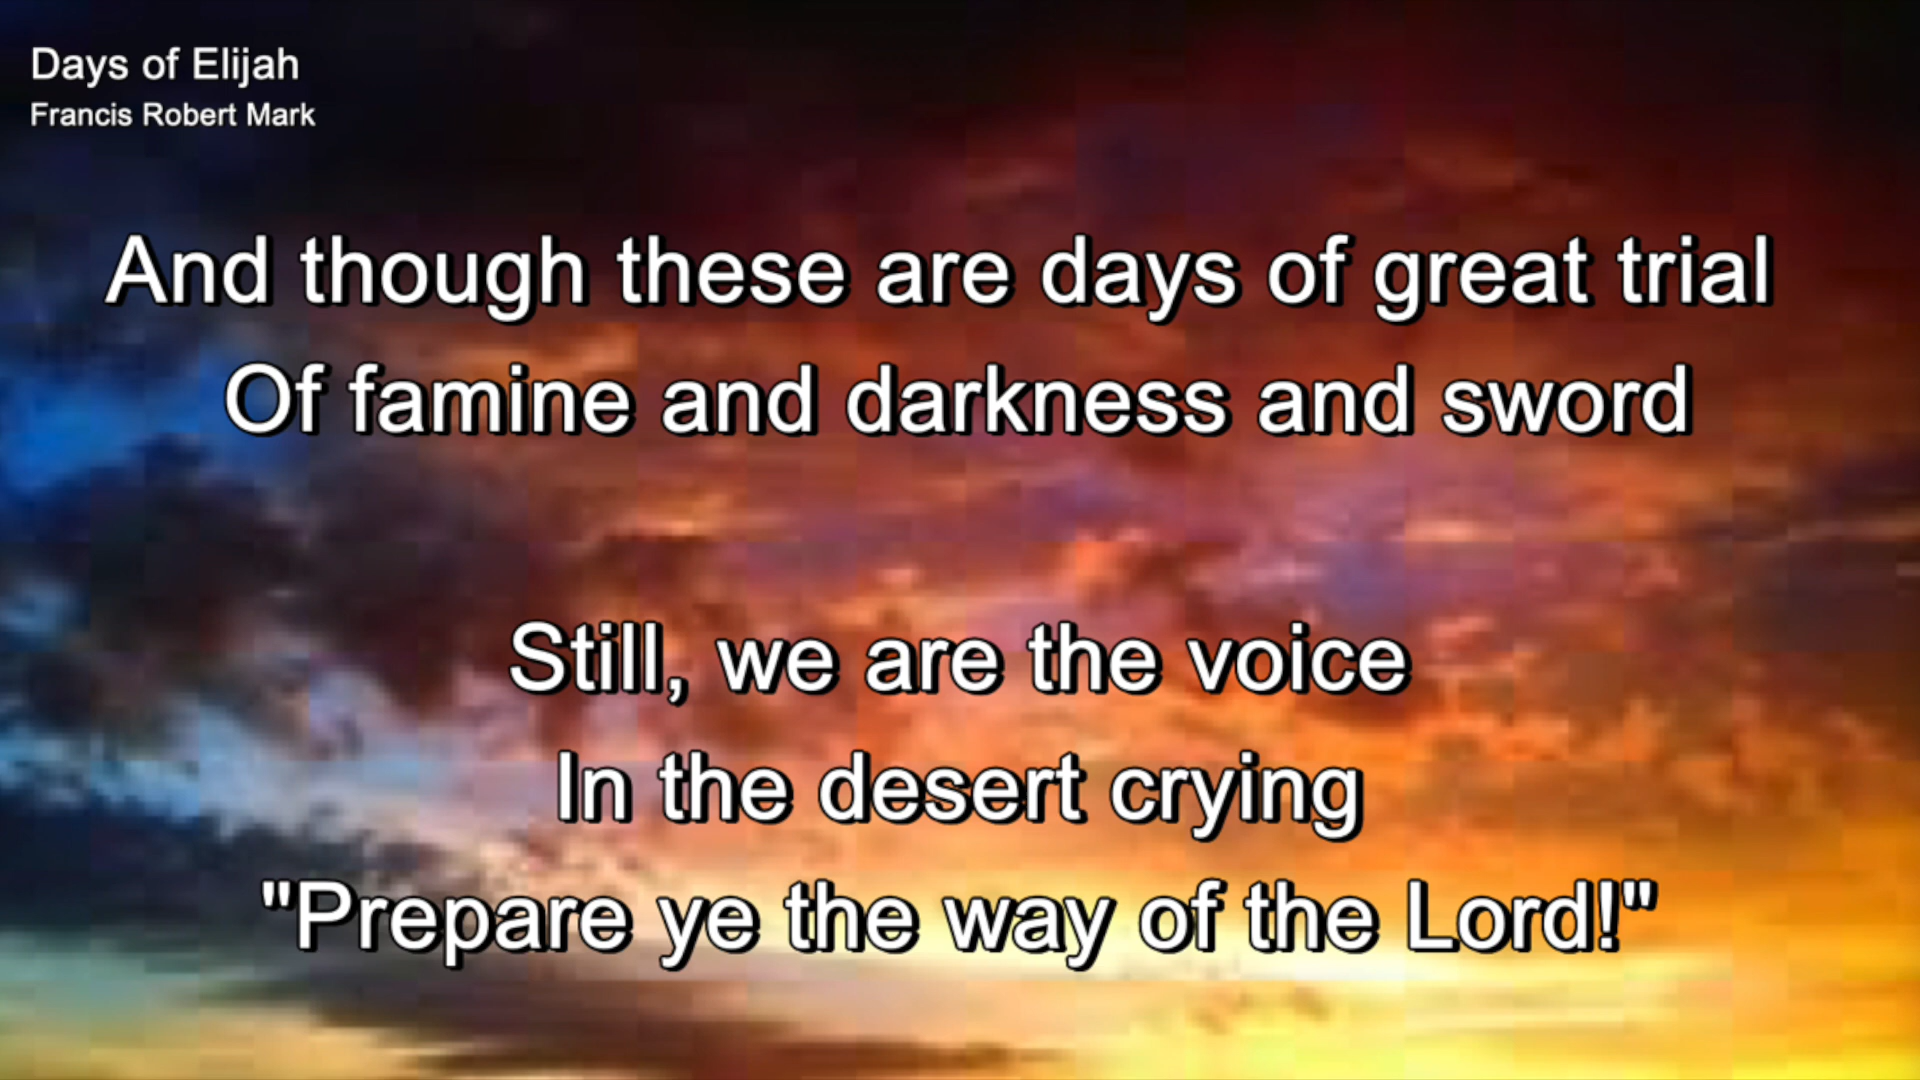 Days of Elijah
Francis Robert Mark
And though these are days of great trial
Of famine and darkness and sword
Still, we are the voice
In the desert crying
"Prepare ye the way of the Lord!"